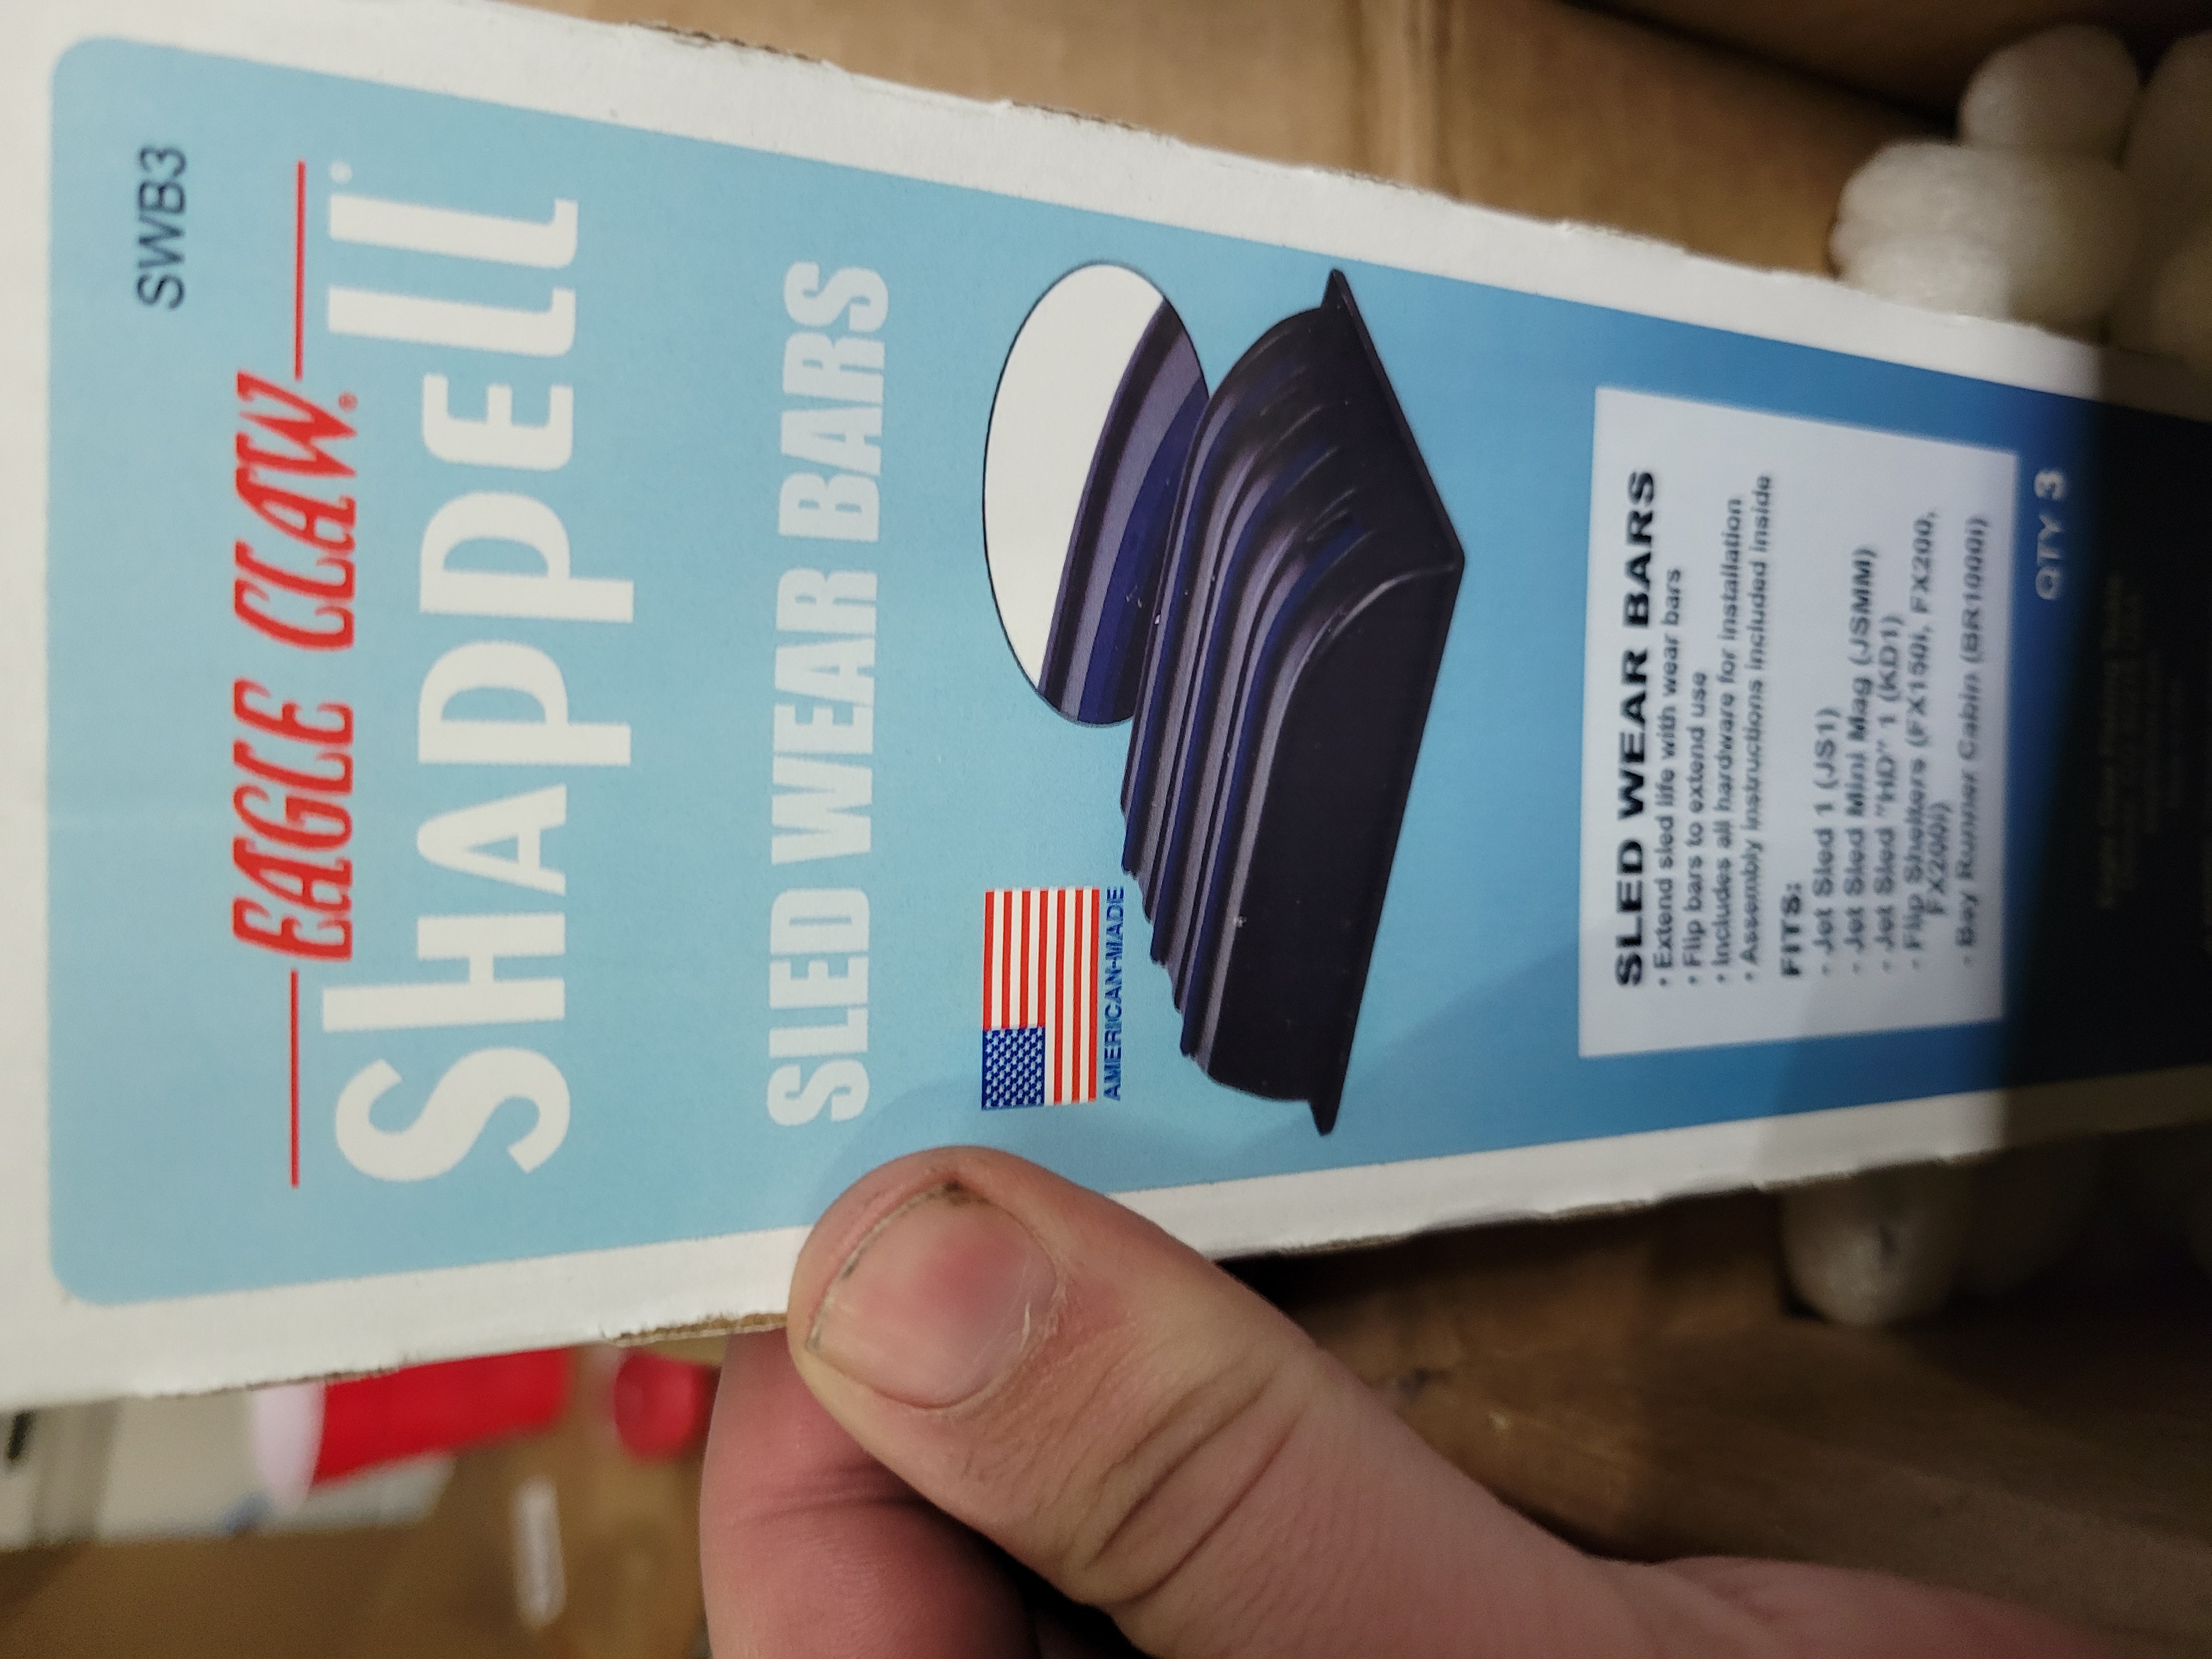 SWB3
EAGLE CLAW®
SHAPPELL®
SLED WEAR BARS
AMERICAN-MADE
SLED WEAR BARS
• Extend sled life with wear bars
• Flip bars to extend use
• Includes all hardware for installation
• Assembly instructions included inside
FITS:
- Jet Sled 1 (JS1)
- Jet Sled Mini Mag (JSMM)
- Jet Sled "HD" 1 (KD1)
- Flip Shelters (FX150i, FX200,
FX200i)
- Bay Runner Cabin (BR1000i)
QTY 3